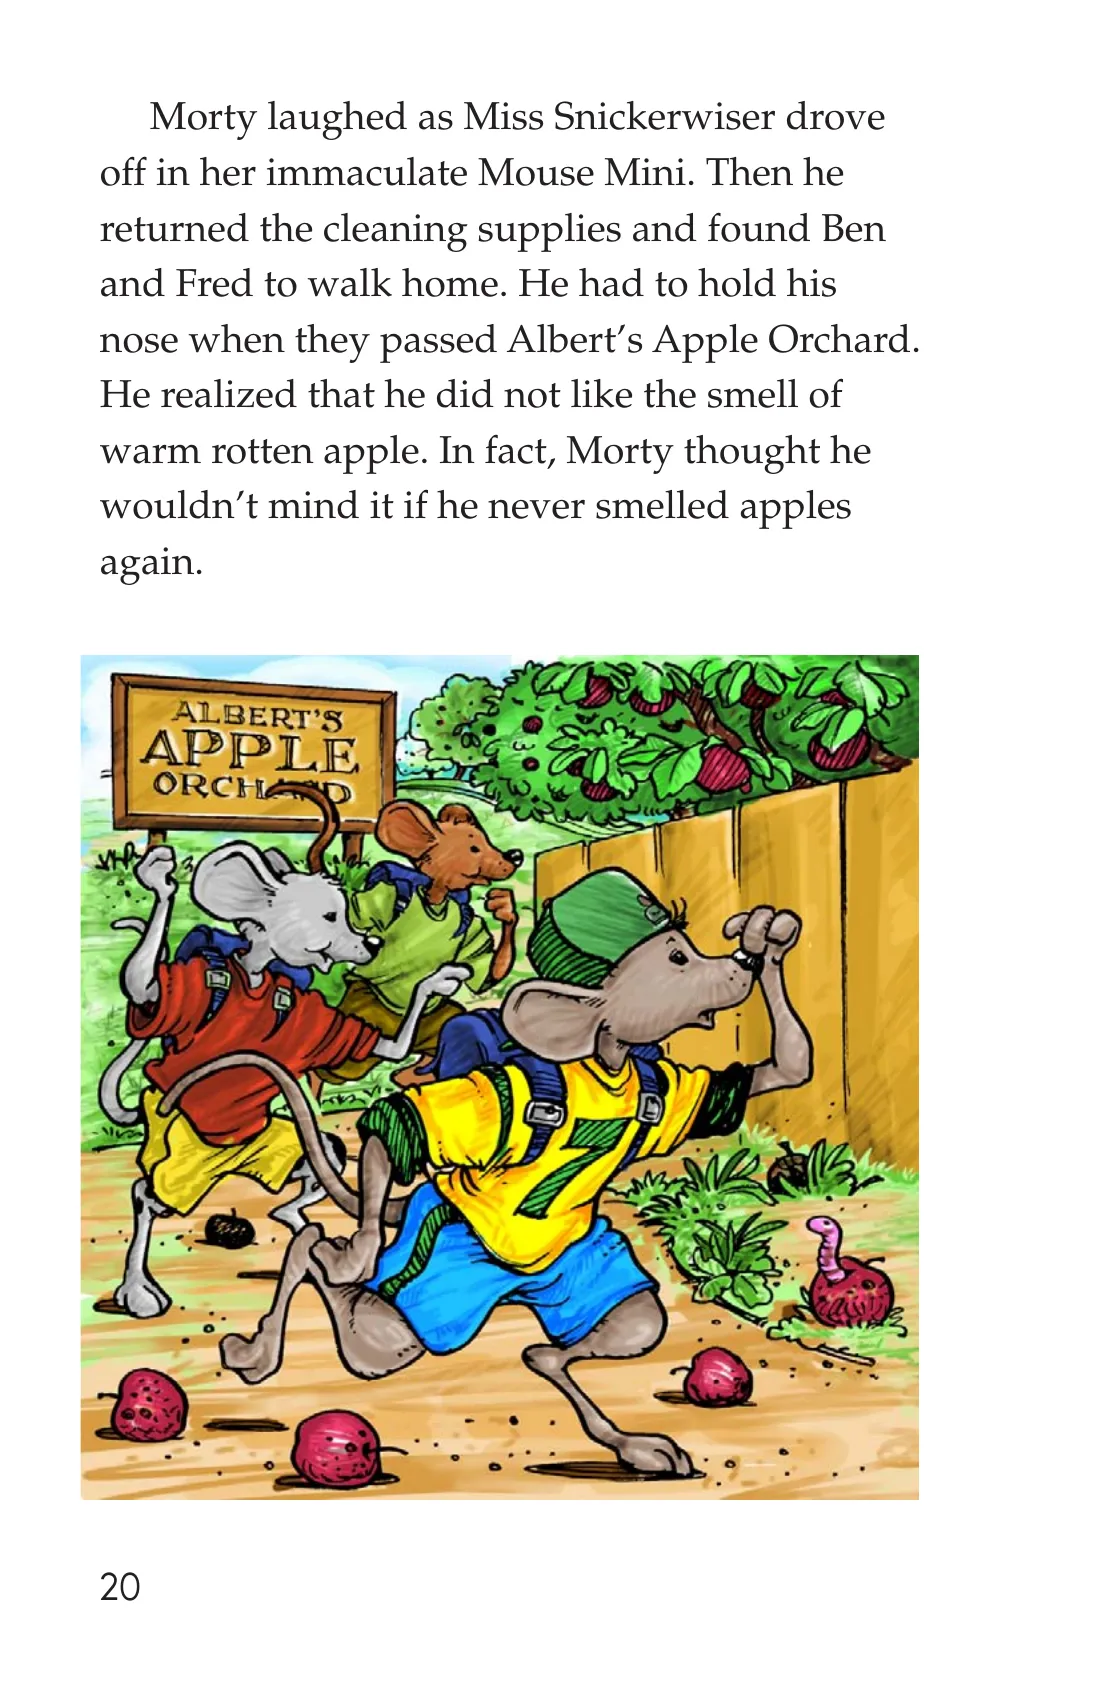 Morty laughed as Miss Snickerwiser drove
off in her immaculate Mouse Mini. Then he
returned the cleaning supplies and found Ben
and Fred to walk home. He had to hold his
nose when they passed Albert’s Apple Orchard.
He realized that he did not like the smell of
warm rotten apple. In fact, Morty thought he
wouldn’t mind it if he never smelled apples
again.
ALBERT'S
APPLE
ORCHARD
7
20